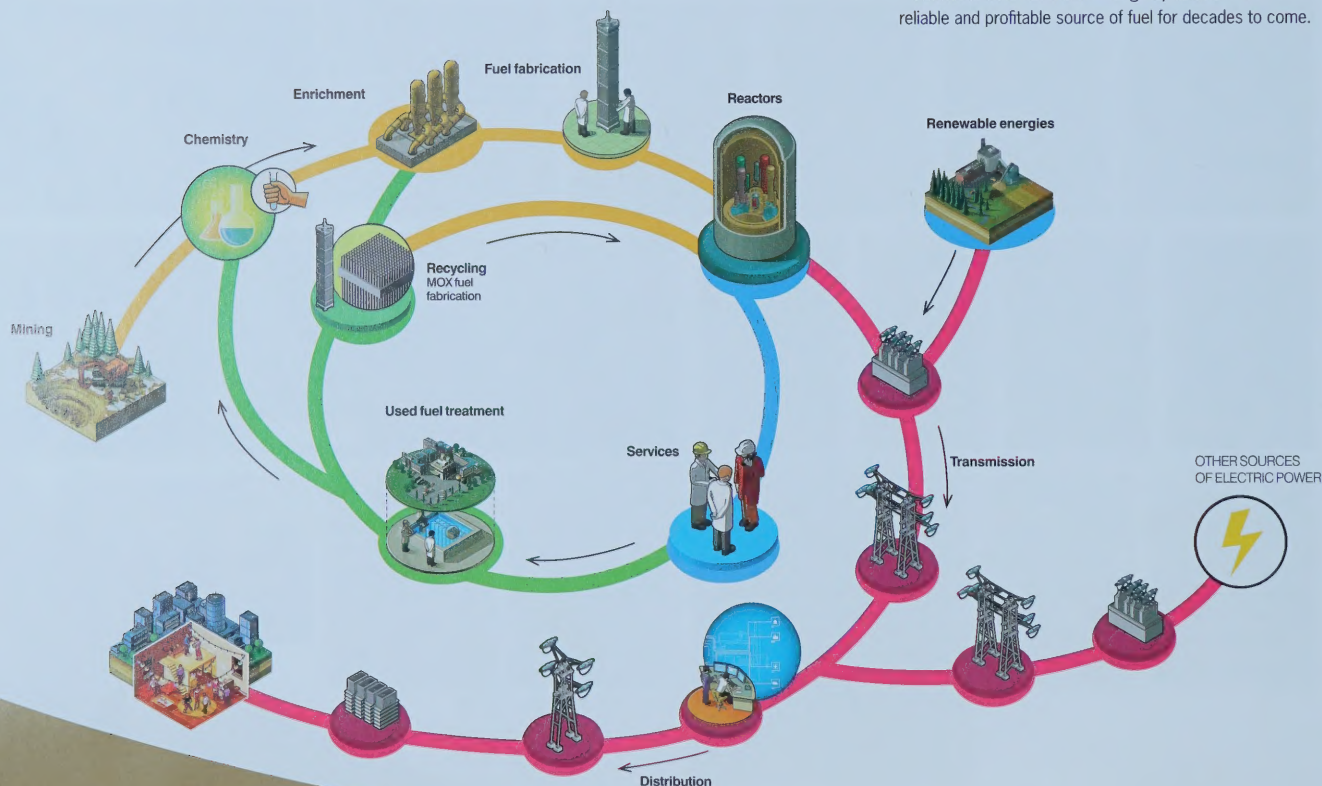 reliable and profitable source of fuel for decades to come.
Fuel fabrication
Enrichment
Reactors
Chemistry
Renewable energies
Recycling
MOX fuel
fabrication
Mining
Used fuel treatment
Services
Transmission
OTHER SOURCES
OF ELECTRIC POWER
Distribution